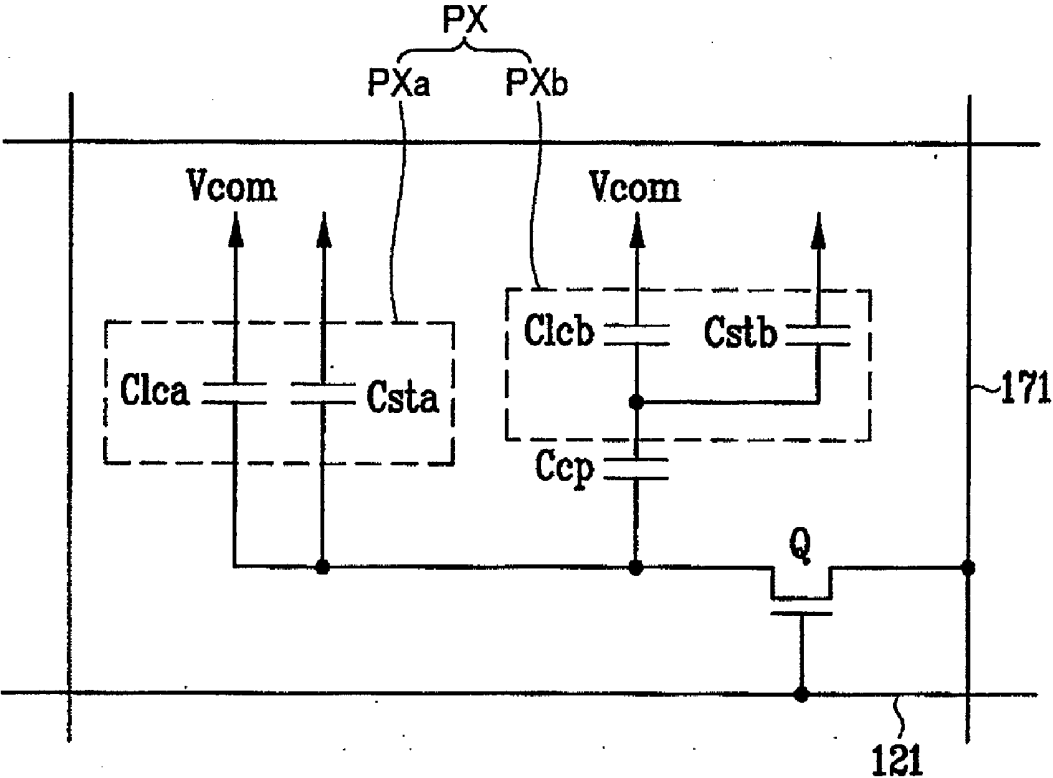 PX
PXa PXb
Vcom Vcom
Clcb Cstb
Clca Csta 171
Ccp
Q
121